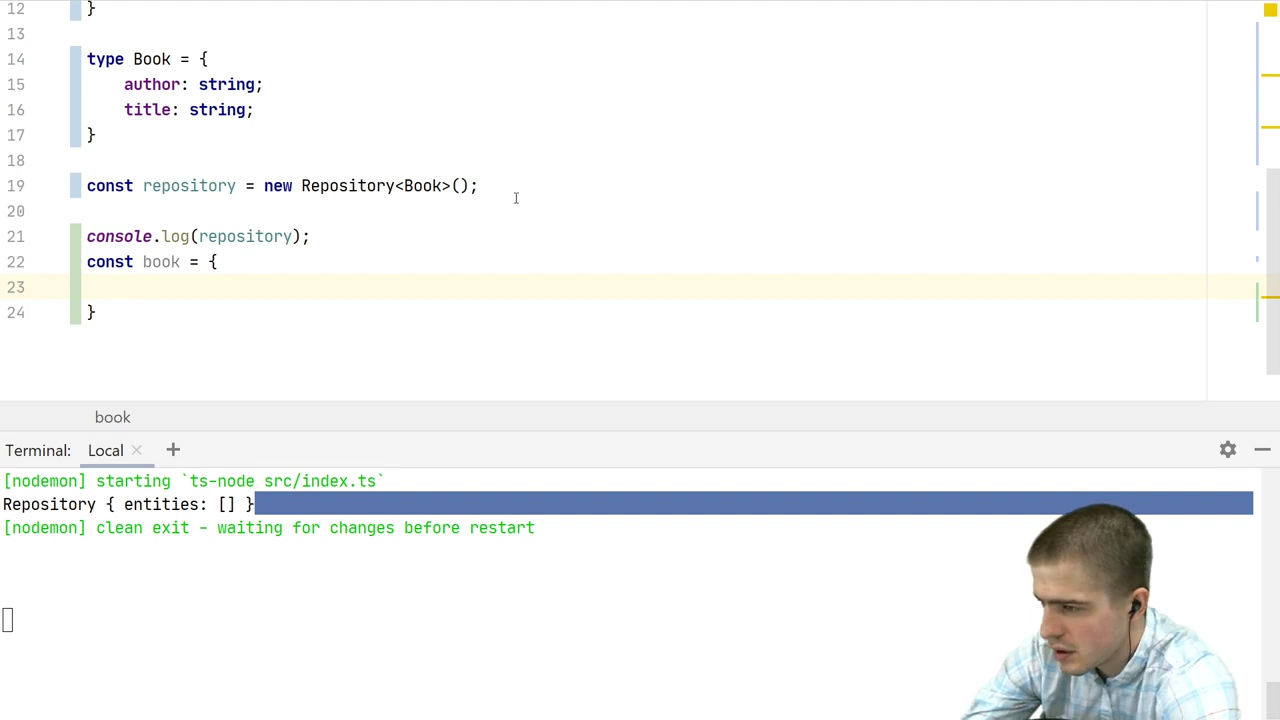 12 }
13
14 type Book = {
15 author: string;
16 title: string;
17 }
18
19 const repository = new Repository<Book>();
20
21 console.log(repository);
22 const book = {
23
24 }
book
Terminal: Local × +
[nodemon] starting `ts-node src/index.ts`
Repository { entities: [] }
[nodemon] clean exit - waiting for changes before restart